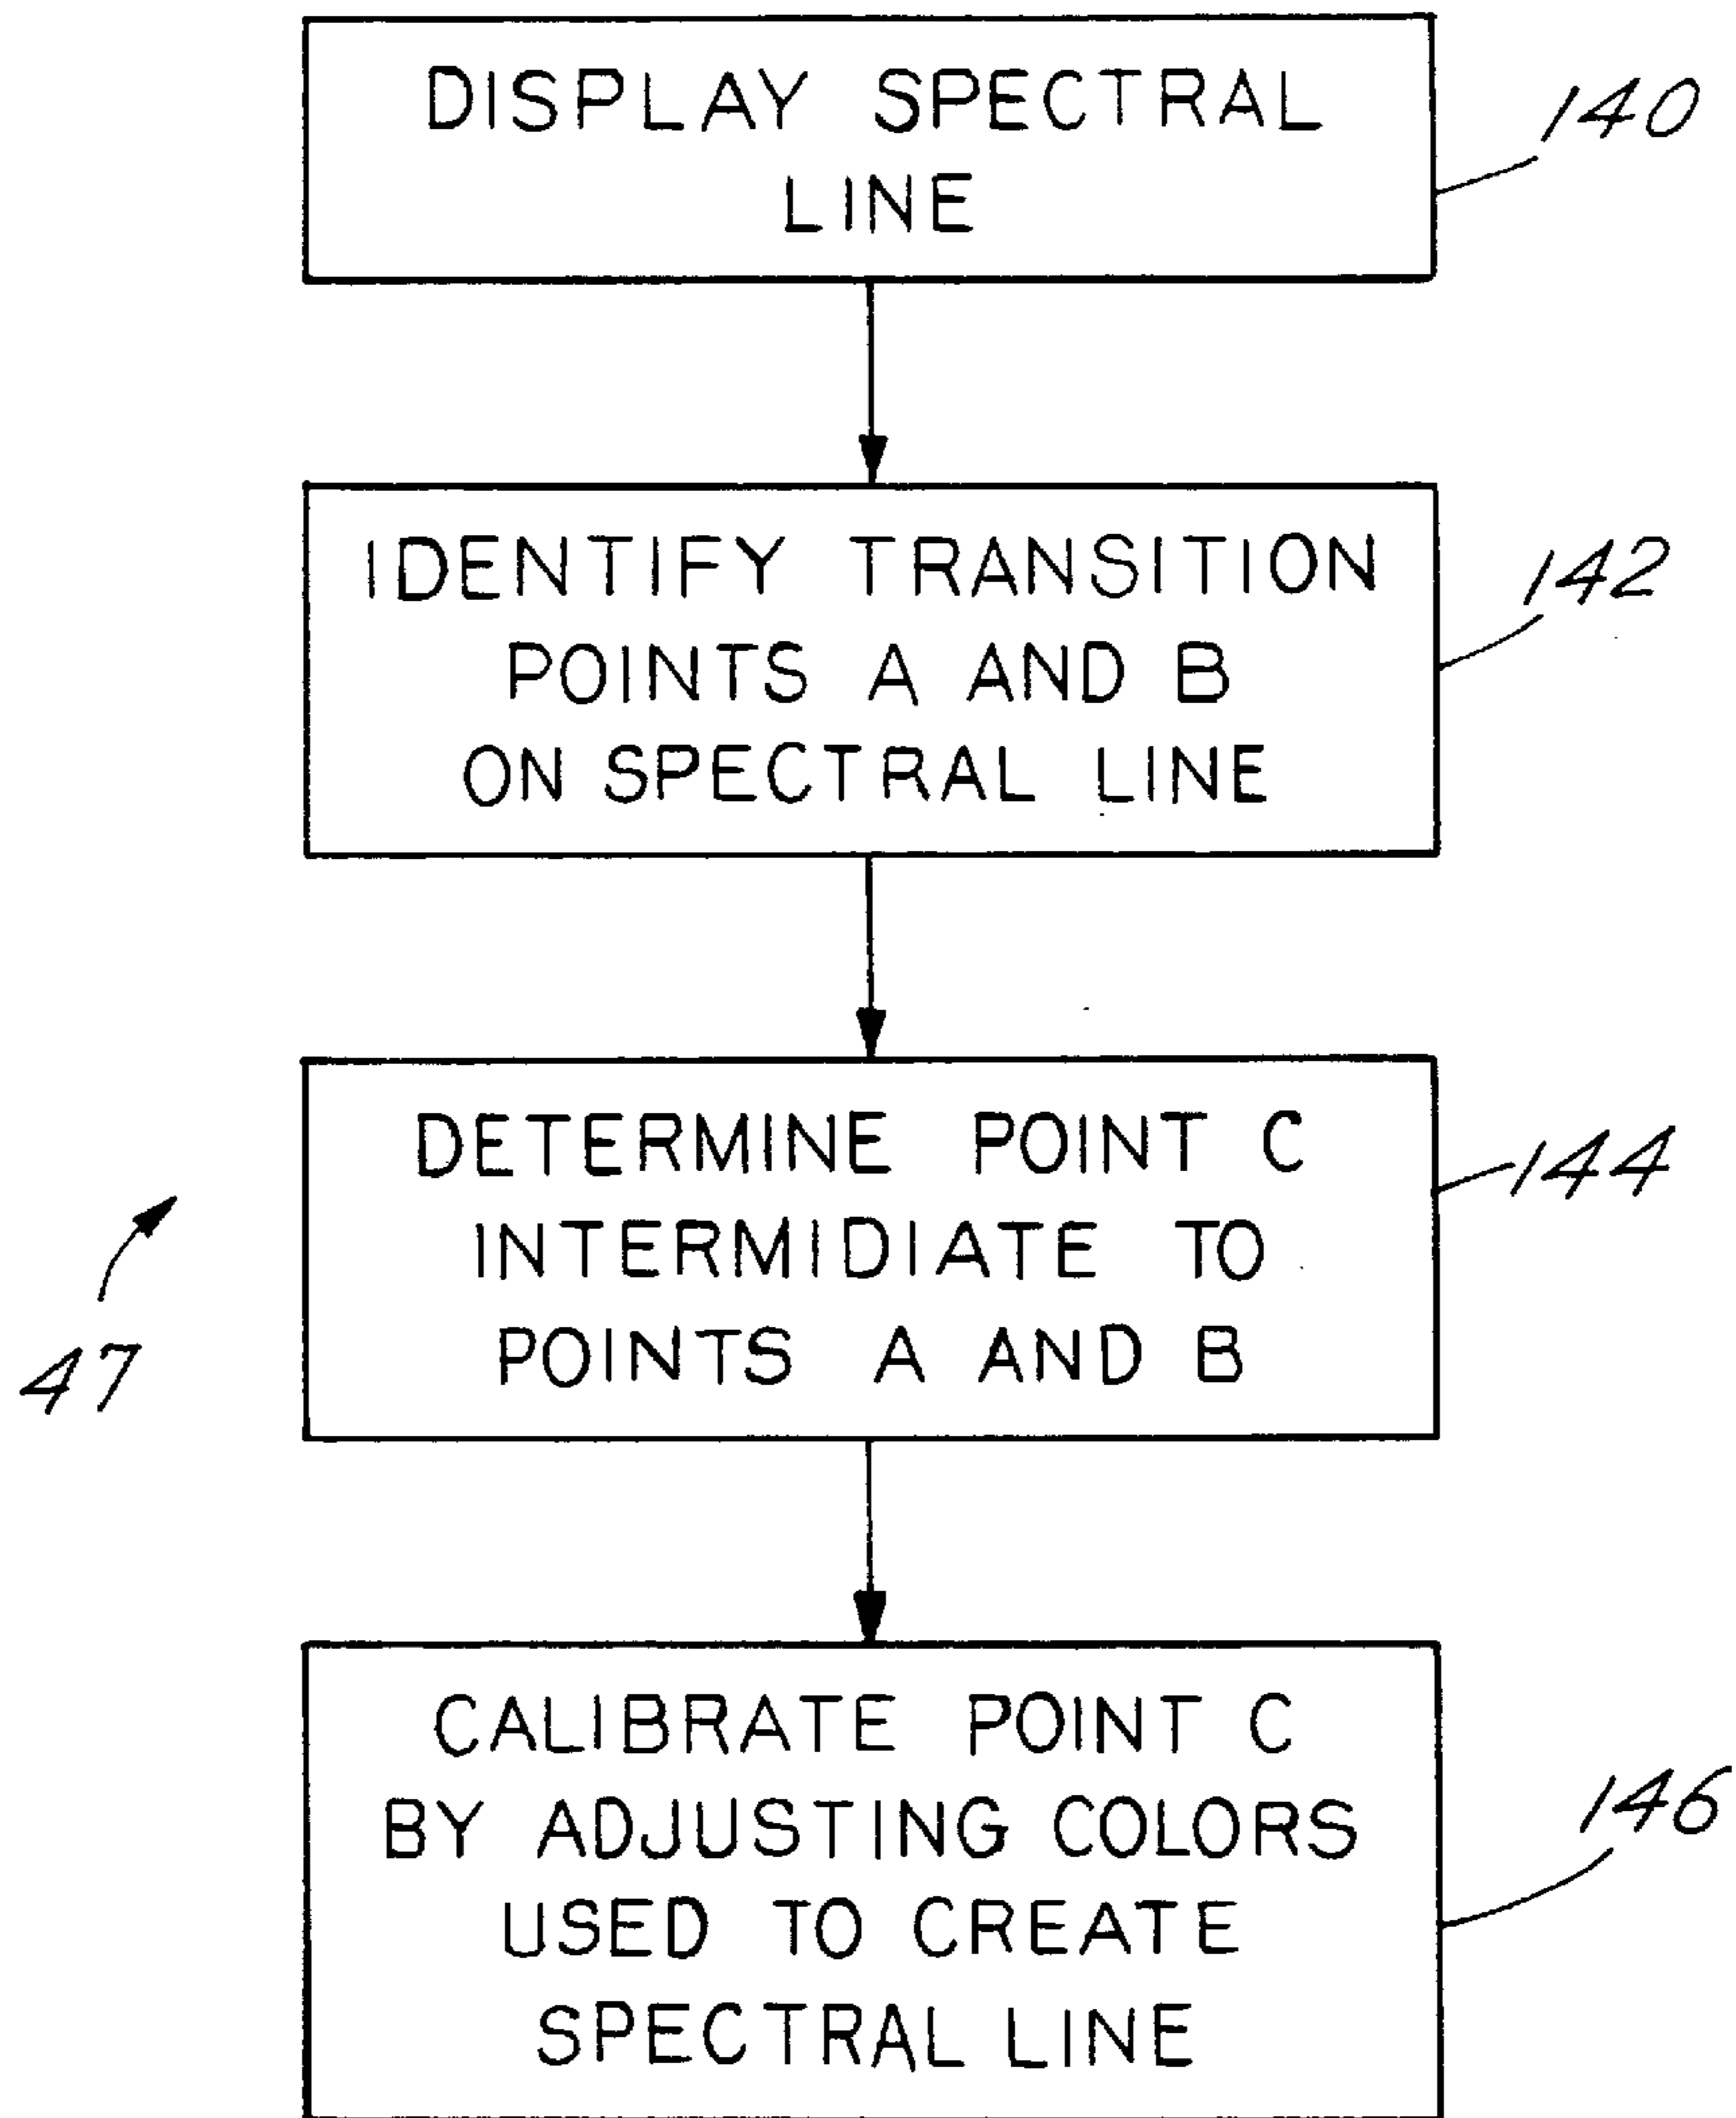 DISPLAY SPECTRAL
LINE
140
IDENTIFY TRANSITION
POINTS A AND B
ON SPECTRAL LINE
142
DETERMINE POINT C
INTERMIDIATE TO
POINTS A AND B
144
47
CALIBRATE POINT C
BY ADJUSTING COLORS
USED TO CREATE
SPECTRAL LINE
146